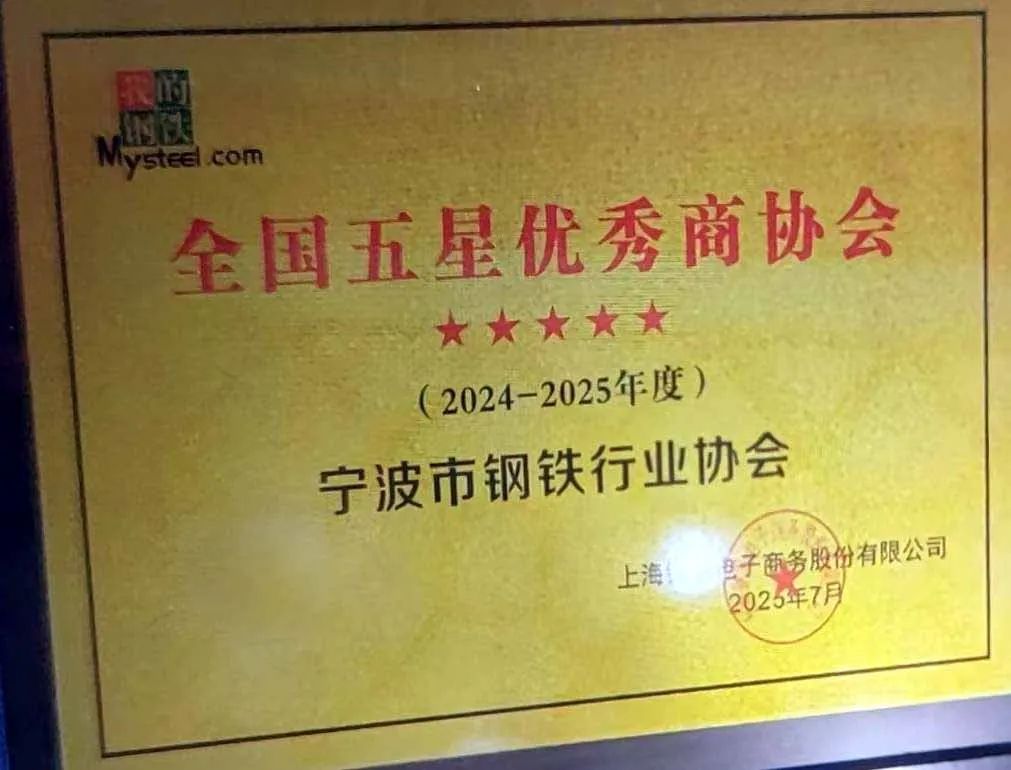 我的
钢铁
Mysteel.com
全国五星优秀商协会
★★★★★
（2024-2025年度）
宁波市钢铁行业协会
上海 电子商务股份有限公司
2025年7月